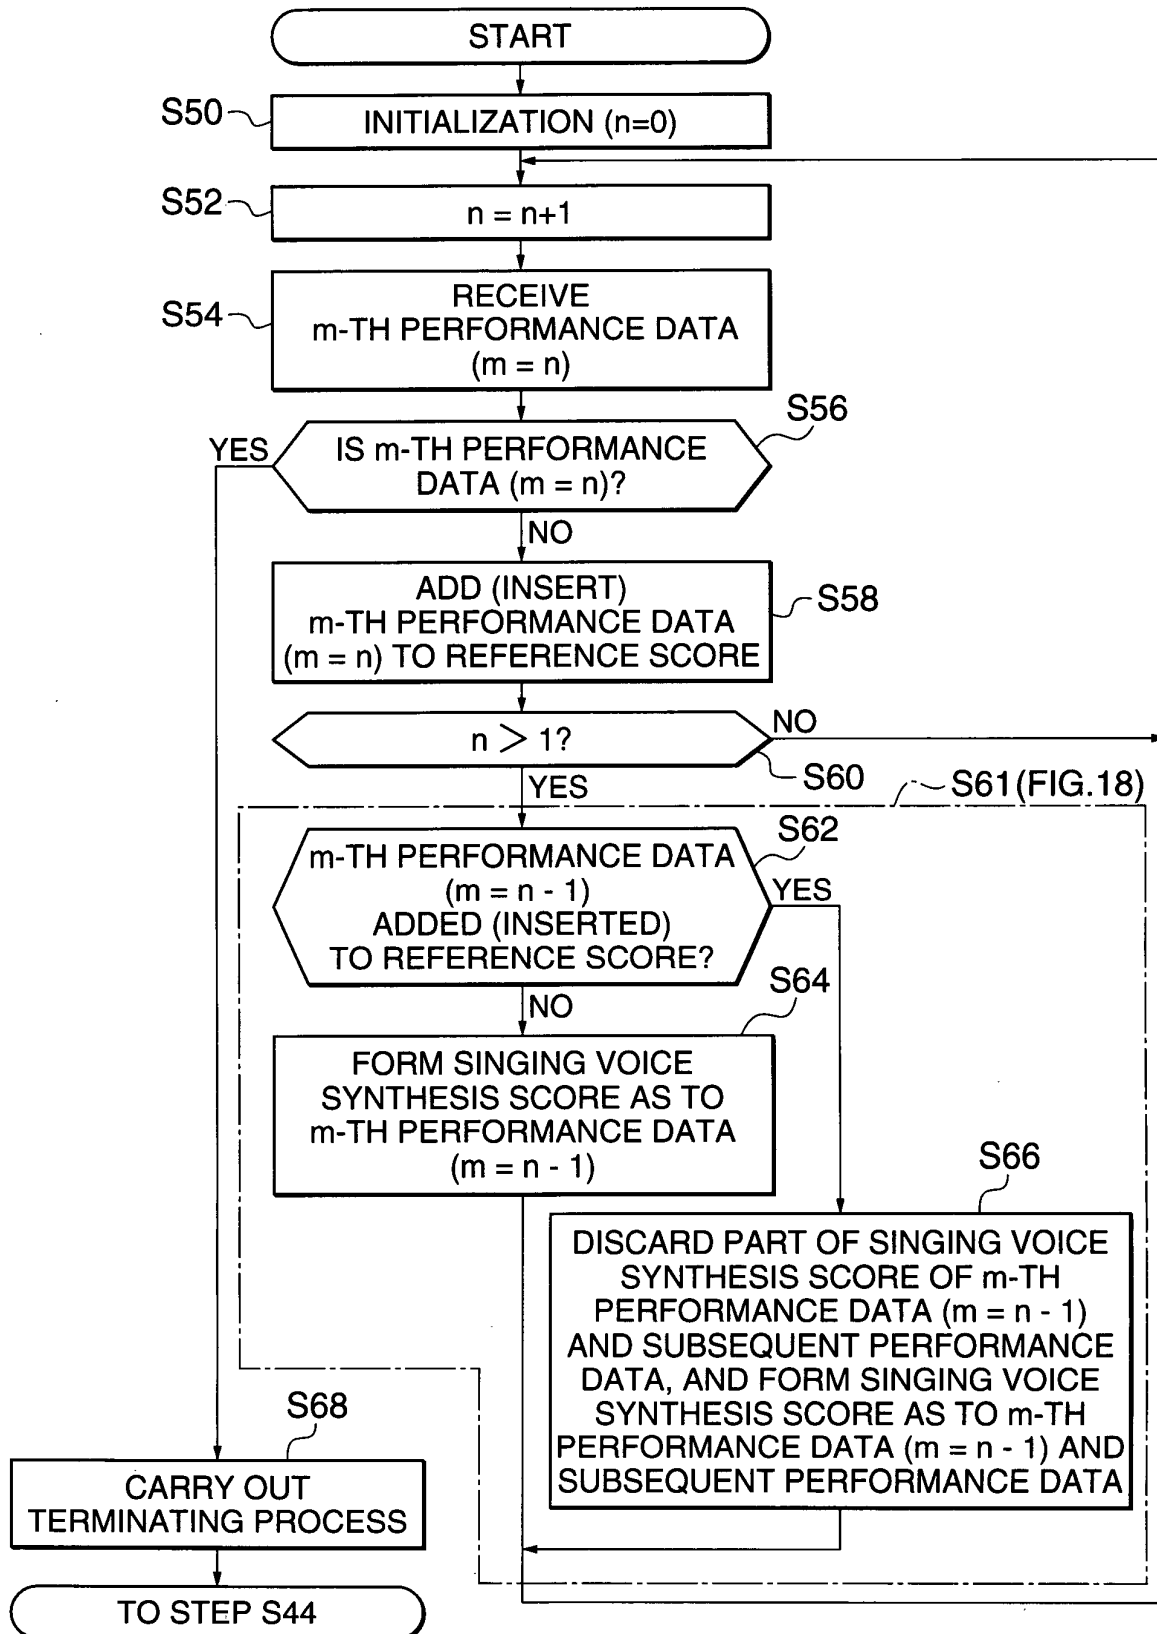 START
S50
INITIALIZATION (n=0)
S52
n = n+1
S54
RECEIVE
m-TH PERFORMANCE DATA
(m = n)
S56
YES
IS m-TH PERFORMANCE
DATA (m = n)?
NO
ADD (INSERT)
m-TH PERFORMANCE DATA
(m = n) TO REFERENCE SCORE
S58
n > 1?
NO
S60
YES
S61(FIG.18)
S62
m-TH PERFORMANCE DATA
(m = n - 1)
ADDED (INSERTED)
TO REFERENCE SCORE?
YES
NO
S64
FORM SINGING VOICE
SYNTHESIS SCORE AS TO
m-TH PERFORMANCE DATA
(m = n - 1)
S66
DISCARD PART OF SINGING VOICE
SYNTHESIS SCORE OF m-TH
PERFORMANCE DATA (m = n - 1)
AND SUBSEQUENT PERFORMANCE
DATA, AND FORM SINGING VOICE
SYNTHESIS SCORE AS TO m-TH
PERFORMANCE DATA (m = n - 1) AND
SUBSEQUENT PERFORMANCE DATA
S68
CARRY OUT
TERMINATING PROCESS
TO STEP S44